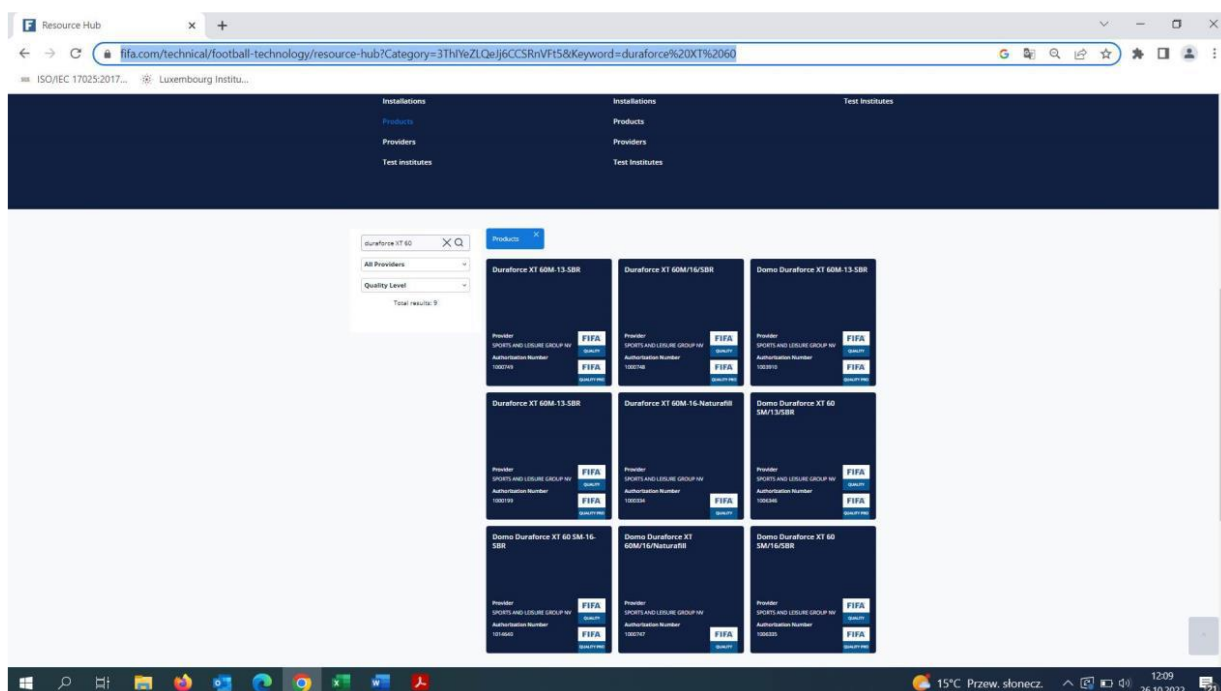 Resource Hub
fifa.com/technical/football-technology/resource-hub?Category=3ThlYeZLQeJj6CCSRnVFt5&Keyword=duraforce%20XT%2060
ISO/IEC 17025:2017...
Luxembourg Institu...
Installations
Installations
Test Institutes
Products
Products
Providers
Providers
Test institutes
Test Institutes
duraforce XT 60
Products
All Providers
Quality Level
Total results: 9
Duraforce XT 60M-13-SBR
Provider
SPORTS AND LEISURE GROUP NV
Authorization Number
1000749
FIFA
QUALITY
FIFA
QUALITY PRO
Duraforce XT 60M/16/SBR
Provider
SPORTS AND LEISURE GROUP NV
Authorization Number
1000748
FIFA
QUALITY
FIFA
QUALITY PRO
Domo Duraforce XT 60M-13-SBR
Provider
SPORTS AND LEISURE GROUP NV
Authorization Number
1003910
FIFA
QUALITY
FIFA
QUALITY PRO
Duraforce XT 60M-13-SBR
Provider
SPORTS AND LEISURE GROUP NV
Authorization Number
1000199
FIFA
QUALITY
FIFA
QUALITY PRO
Duraforce XT 60M-16-Naturafill
Provider
SPORTS AND LEISURE GROUP NV
Authorization Number
1000334
FIFA
QUALITY
Domo Duraforce XT 60
SM/13/SBR
Provider
SPORTS AND LEISURE GROUP NV
Authorization Number
1006346
FIFA
QUALITY
FIFA
QUALITY PRO
Domo Duraforce XT 60 SM-16-
SBR
Provider
SPORTS AND LEISURE GROUP NV
Authorization Number
1014640
FIFA
QUALITY
FIFA
QUALITY PRO
Domo Duraforce XT
60M/16/Naturafill
Provider
SPORTS AND LEISURE GROUP NV
Authorization Number
1000747
FIFA
QUALITY
Domo Duraforce XT 60
SM/16/SBR
Provider
SPORTS AND LEISURE GROUP NV
Authorization Number
1006335
FIFA
QUALITY
FIFA
QUALITY PRO
15°C Przew. słonecz.
12:09
26.10.2022